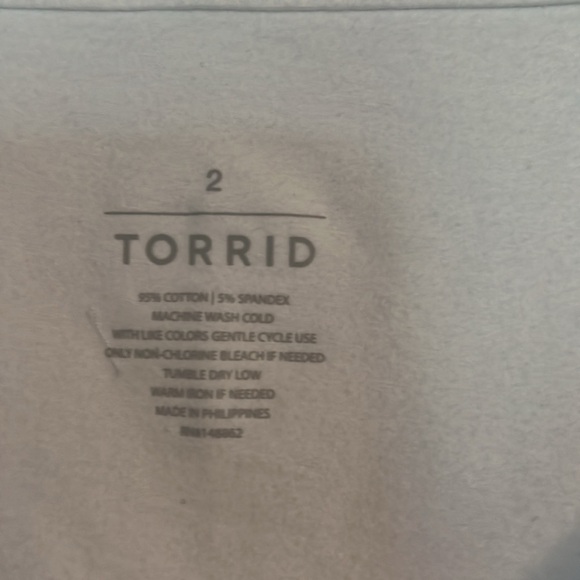 2
TORRID
95% COTTON | 5% SPANDEX
MACHINE WASH COLD
WITH LIKE COLORS GENTLE CYCLE USE
ONLY NON-CHLORINE BLEACH IF NEEDED
TUMBLE DRY LOW
WARM IRON IF NEEDED
MADE IN PHILIPPINES